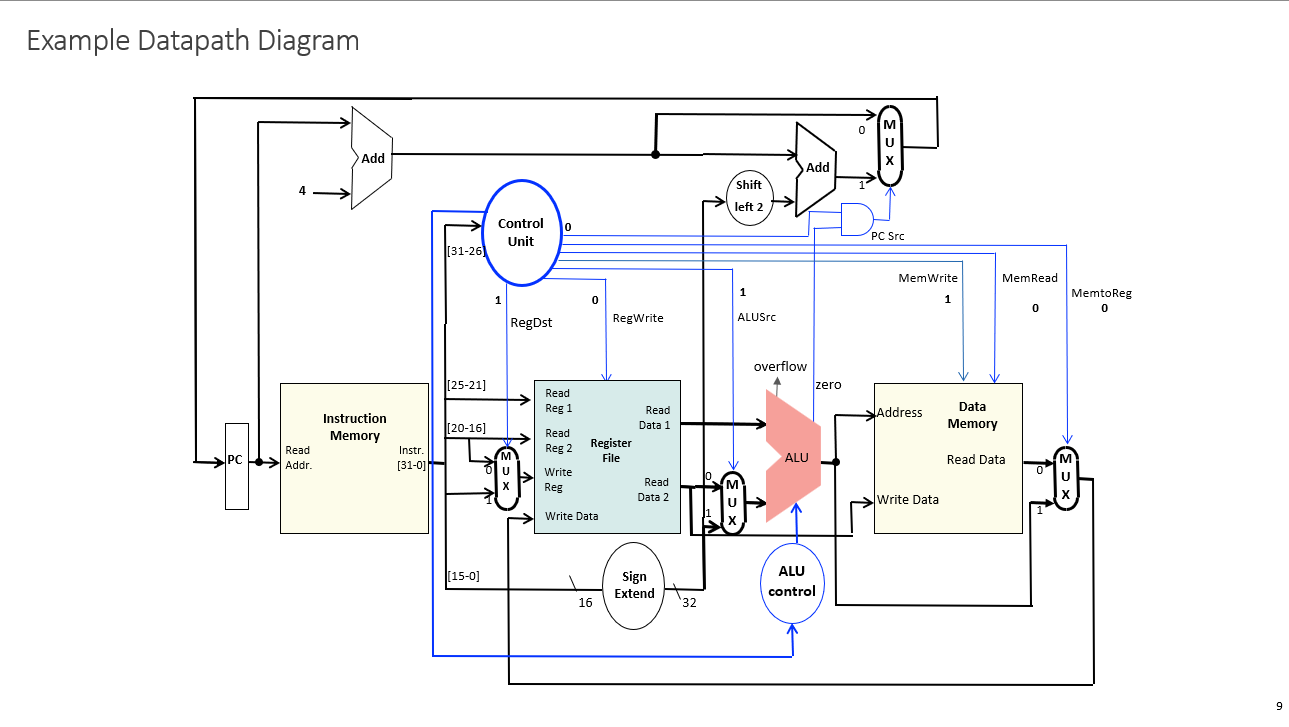 Example Datapath Diagram
M
U
X
0
1
Add
4
Add
Shift
left 2
Control
Unit
0
[31-26]
PC Src
MemWrite
1
MemRead
0
MemtoReg
0
1
RegDst
0
RegWrite
1
ALUSrc
overflow
zero
[25-21]
[20-16]
Instruction
Memory
Read
Addr.
Instr.
[31-0]
PC
M
U
X
0
1
Read
Reg 1
Read
Reg 2
Write
Reg
Write Data
Register
File
Read
Data 1
Read
Data 2
0
1
M
U
X
ALU
Address
Data
Memory
Read Data
Write Data
M
U
X
0
1
[15-0]
16
Sign
Extend
32
ALU
control
9